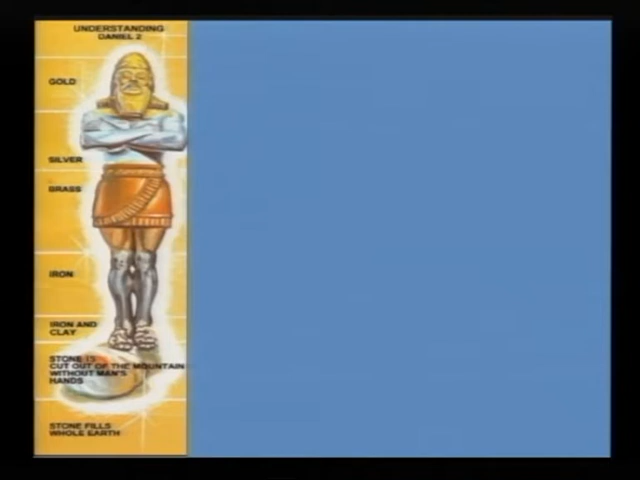 UNDERSTANDING
DANIEL 2
GOLD
SILVER
BRASS
IRON
IRON AND
CLAY
STONE IS
CUT OUT OF THE MOUNTAIN
WITHOUT MAN'S
HANDS
STONE FILLS
WHOLE EARTH